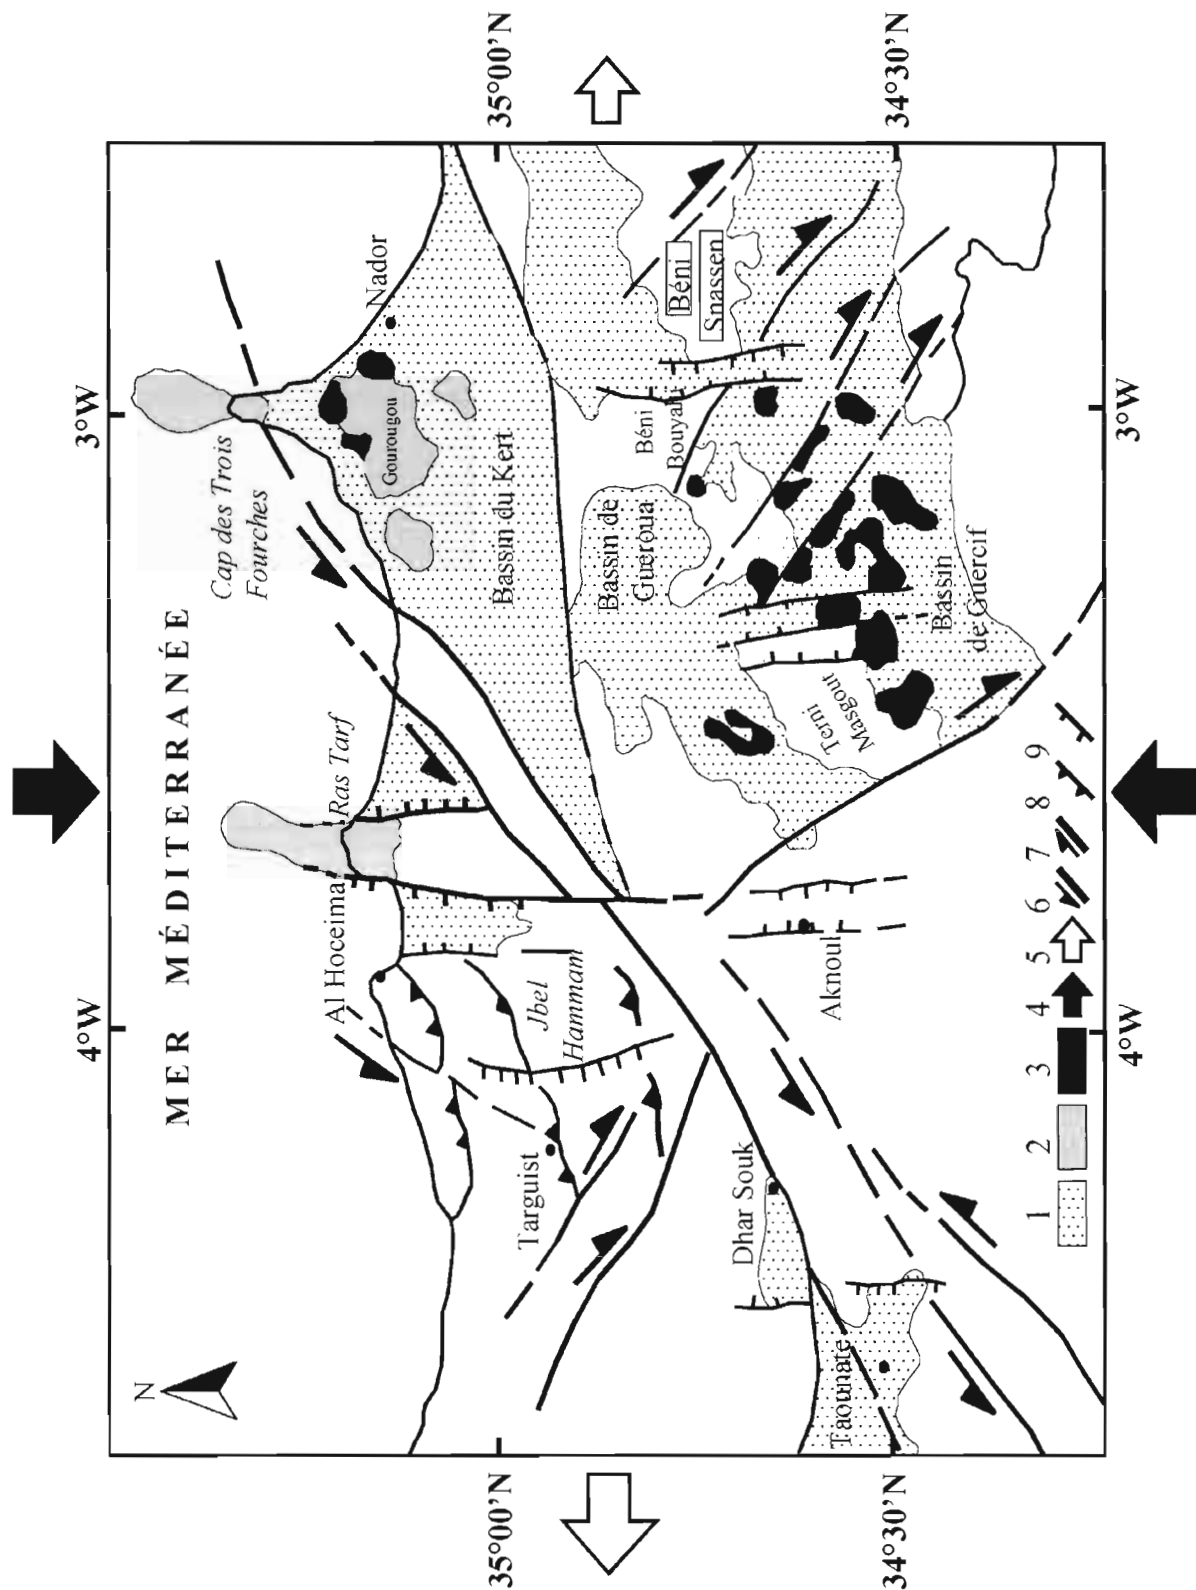 3°W
4°W
MER MÉDITERRANÉE
N
Cap des Trois
Fourches
Nador
Gourougou
Ras Tarf
Al Hoceima
35°00'N
35°00'N
Bassin du Kert
Jbel
Hammam
Targuist
Bassin de
Gueroua
Béni
Bouyahi
Béni
Snassen
Terni
Masgout
Aknoul
Dhar Souk
Taounate
34°30'N
34°30'N
Bassin
de Guercif
1 2 3 4 5 6 7 8 9
4°W
3°W